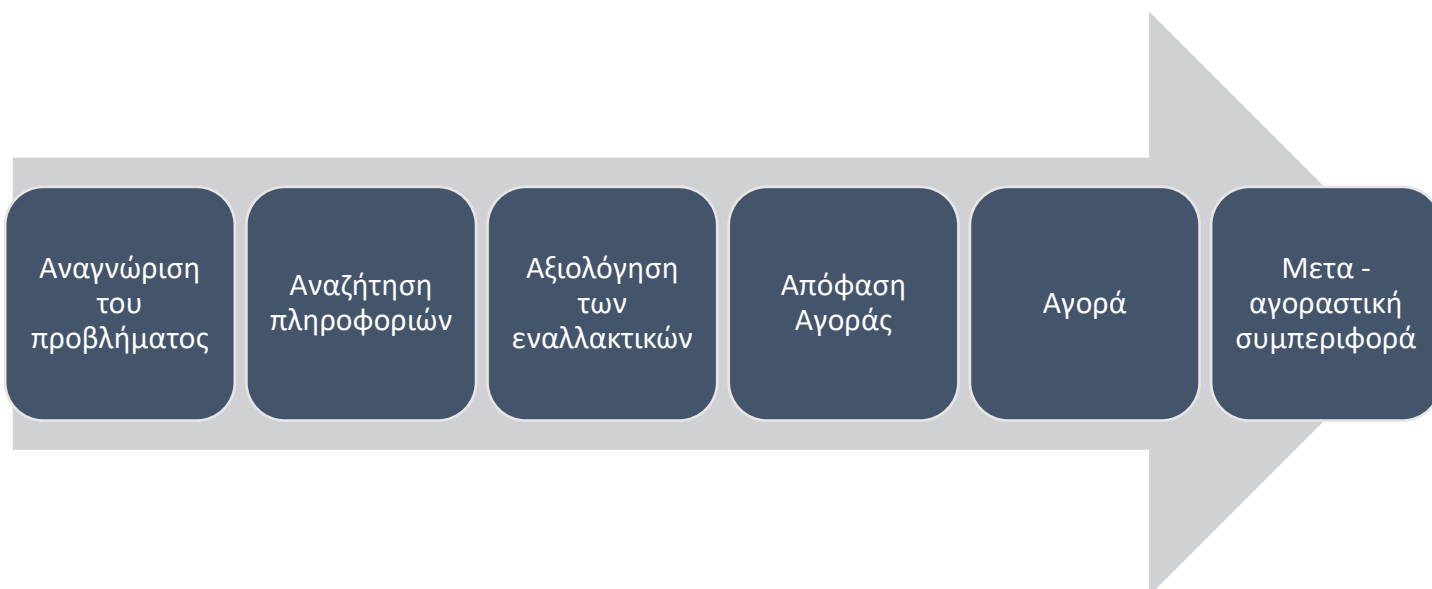 Αναγνώριση
του
προβλήματος
Αναζήτηση
πληροφοριών
Αξιολόγηση
των
εναλλακτικών
Απόφαση
Αγοράς
Αγορά
Μετα -
αγοραστική
συμπεριφορά